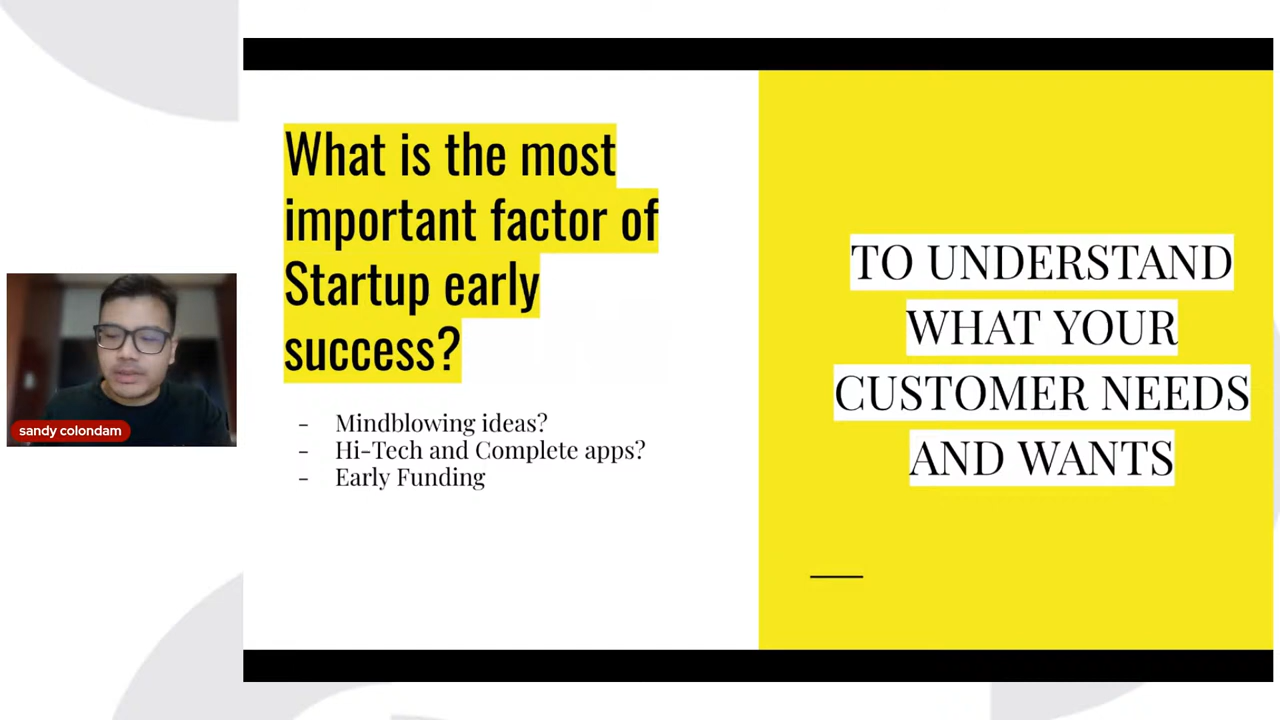 What is the most
important factor of
Startup early
success?
- Mindblowing ideas?
- Hi-Tech and Complete apps?
- Early Funding
TO UNDERSTAND
WHAT YOUR
CUSTOMER NEEDS
AND WANTS
sandy colondam